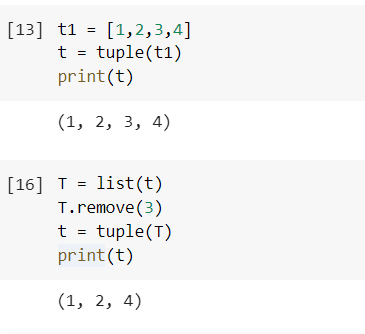 [13] t1 = [1,2,3,4]
t = tuple(t1)
print(t)
(1, 2, 3, 4)
[16] T = list(t)
T.remove(3)
t = tuple(T)
print(t)
(1, 2, 4)